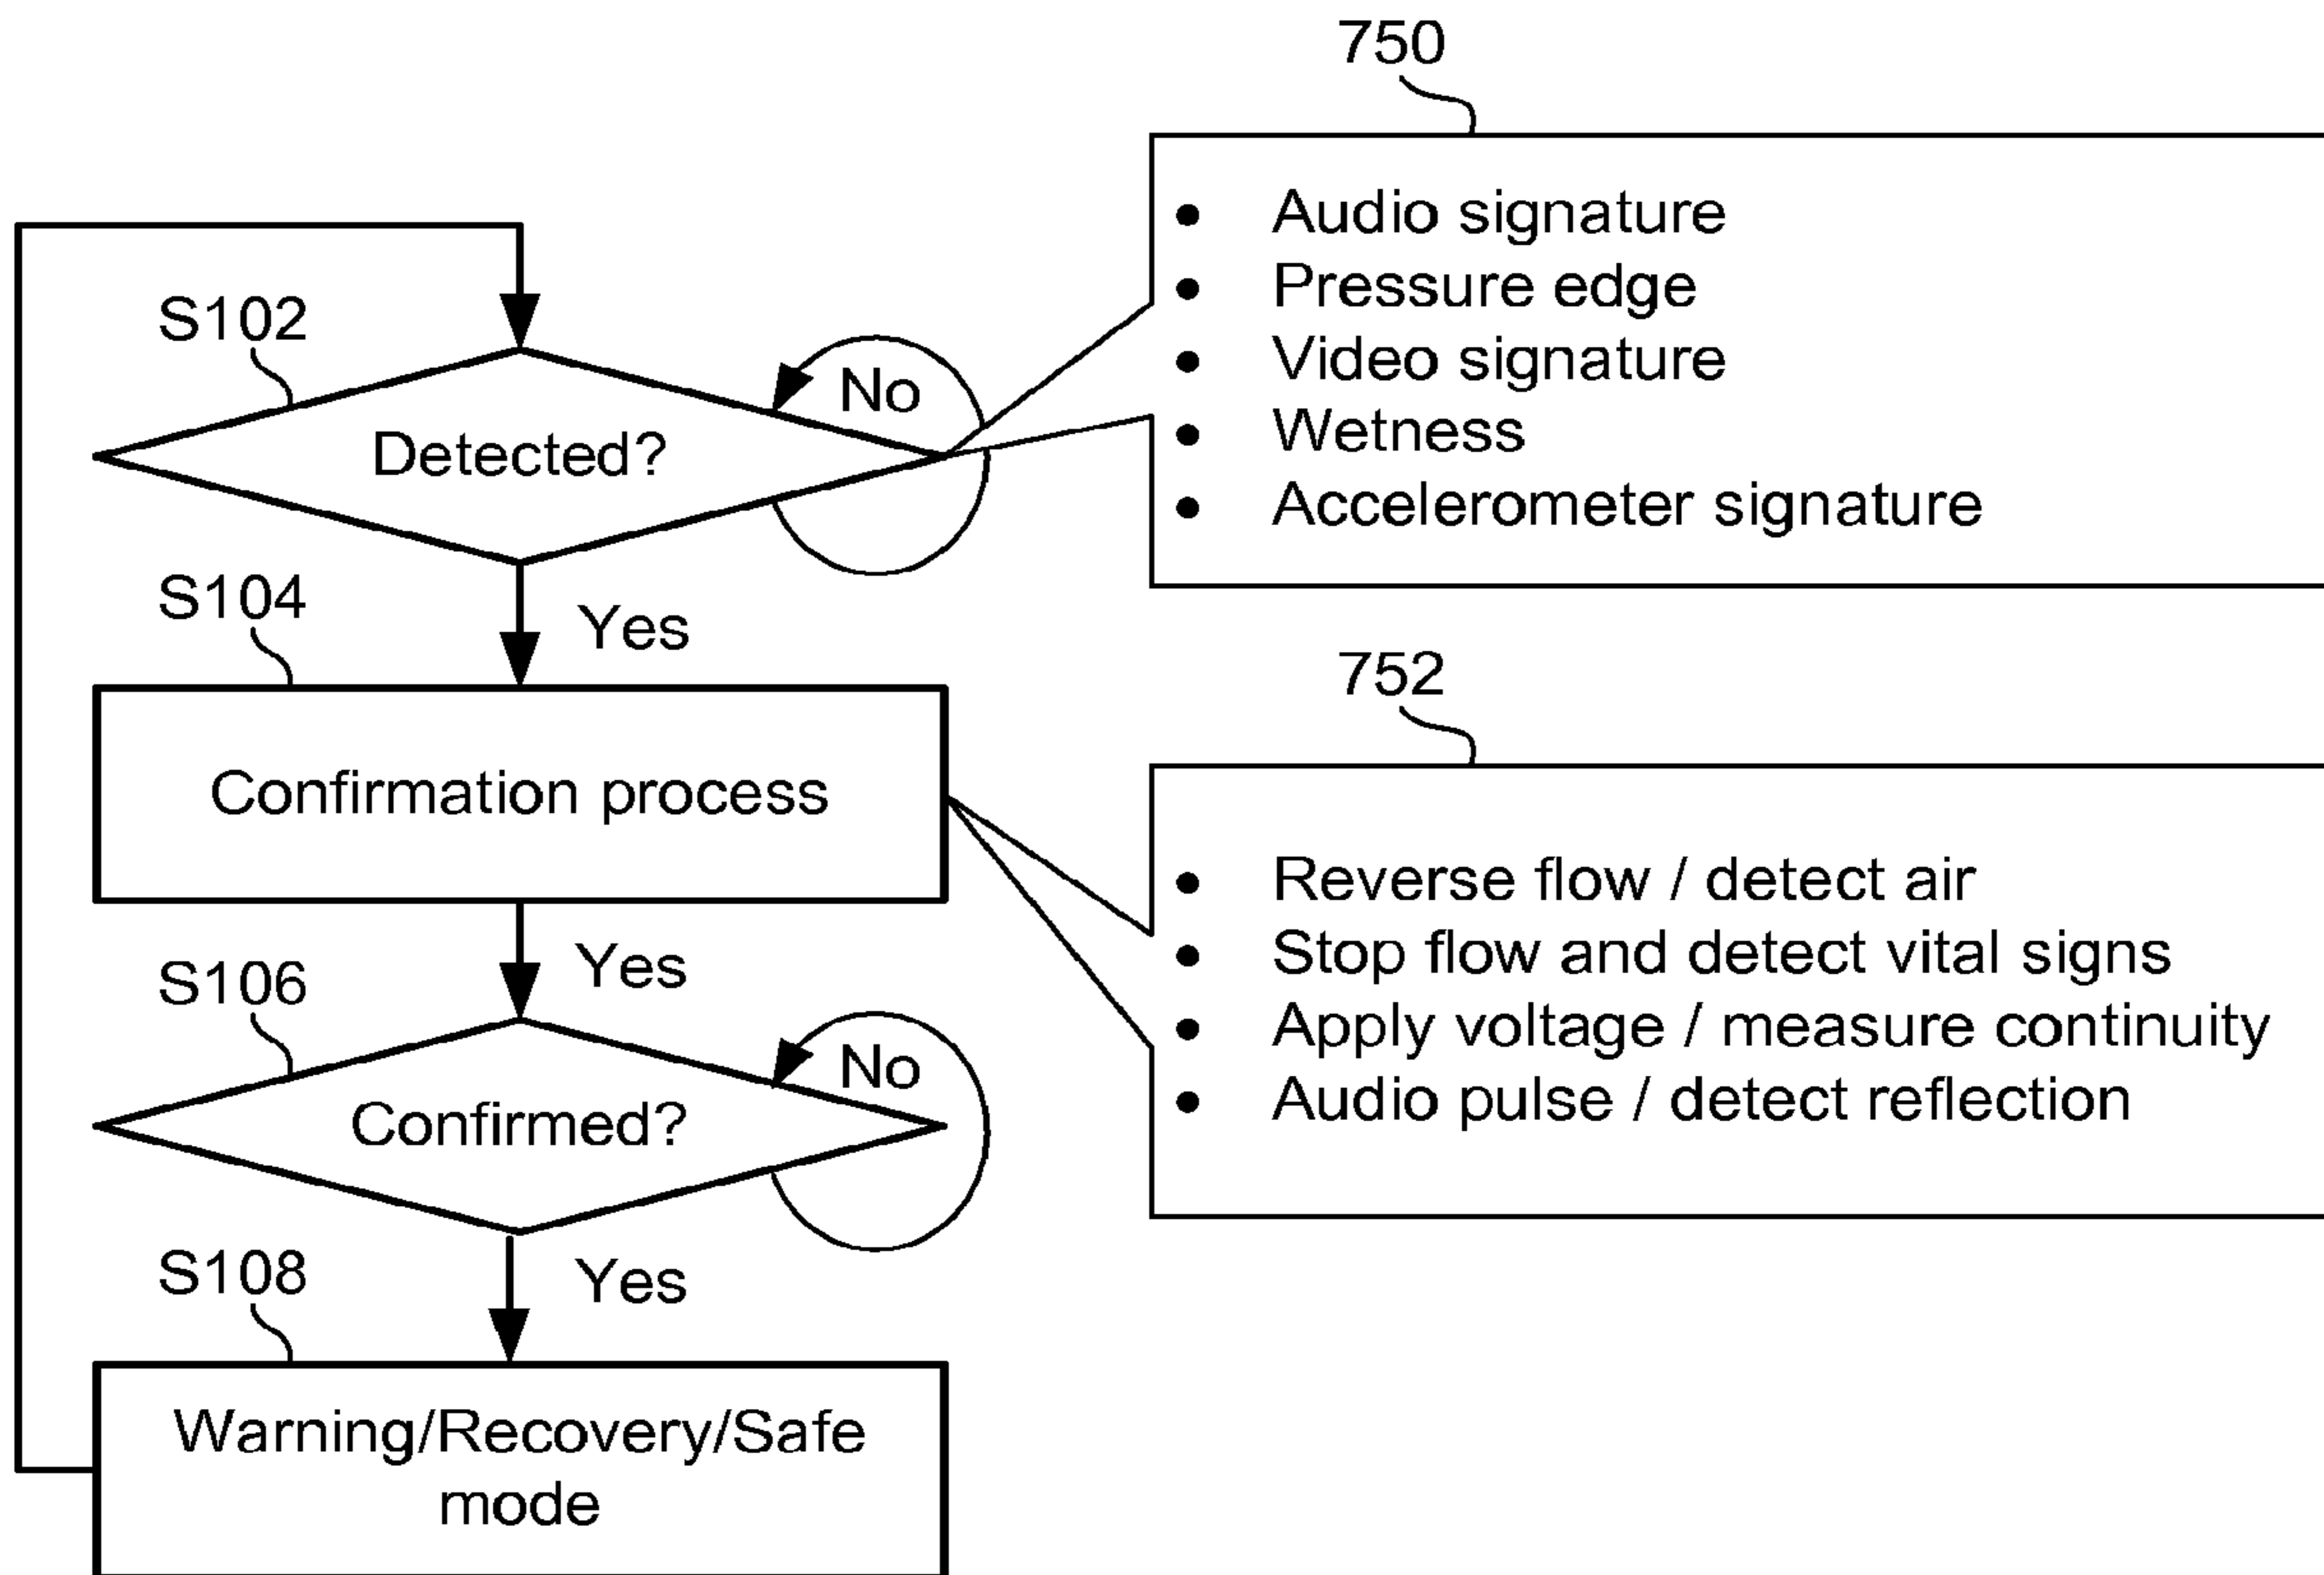 750
• Audio signature
• Pressure edge
• Video signature
• Wetness
• Accelerometer signature
S102
No
Detected?
Yes
S104
Confirmation process
752
• Reverse flow / detect air
• Stop flow and detect vital signs
• Apply voltage / measure continuity
• Audio pulse / detect reflection
Yes
S106
No
Confirmed?
Yes
S108
Warning/Recovery/Safe
mode